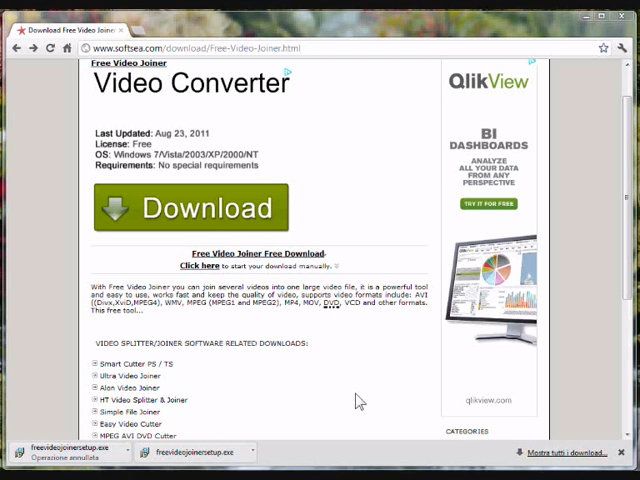 Download Free Video Joiner
www.softsea.com/download/Free-Video-Joiner.html
Free Video Joiner
Video Converter
Last Updated: Aug 23, 2011
License: Free
OS: Windows 7/Vista/2003/XP/2000/NT
Requirements: No special requirements
Download
Free Video Joiner Free Download
Click here to start your download manually.
With Free Video Joiner you can join several videos into one large video file, it is a powerful tool
and easy to use, works fast and keep the quality of video, supports video formats include: AVI
((Divx,XviD,MPEG4), WMV, MPEG (MPEG1 and MPEG2), MP4, MOV, DVD, VCD and other formats.
This free tool...
VIDEO SPLITTER/JOINER SOFTWARE RELATED DOWNLOADS:
Smart Cutter PS / TS
Ultra Video Joiner
Alon Video Joiner
HT Video Splitter & Joiner
Simple File Joiner
Easy Video Cutter
MPEG AVI DVD Cutter
QlikView
BI
DASHBOARDS
ANALYZE
ALL YOUR DATA
FROM ANY
PERSPECTIVE
TRY IT FOR FREE
qlikview.com
CATEGORIES
freevideojoinersetup.exe
Operazione annullata
freevideojoinersetup.exe
Mostra tutti i download...